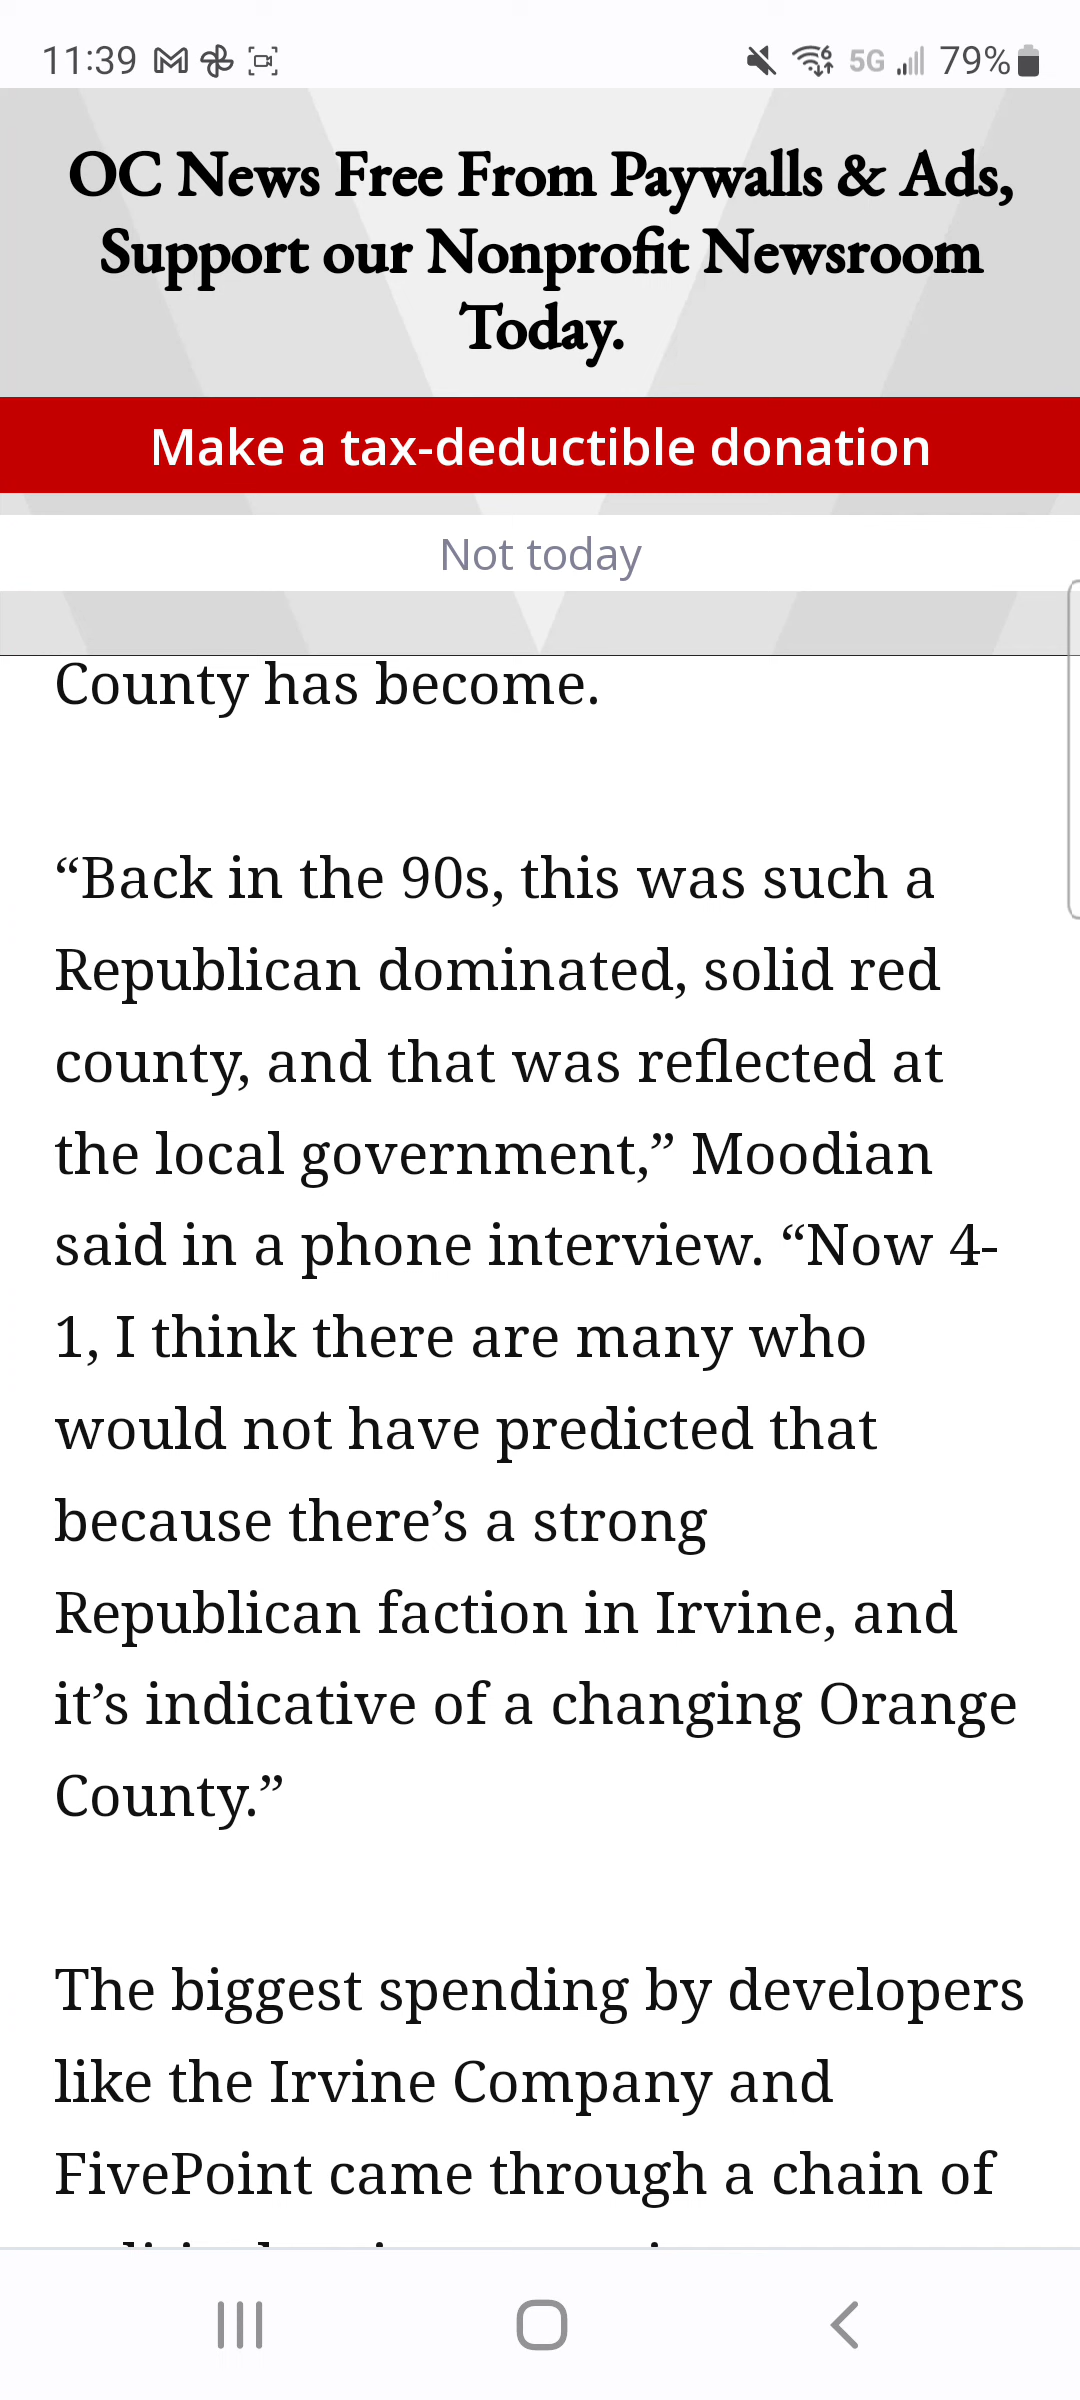 11:39
5G
79%
OC News Free From Paywalls & Ads,
Support our Nonprofit Newsroom
Today.
Make a tax-deductible donation
Not today
County has become.
“Back in the 90s, this was such a
Republican dominated, solid red
county, and that was reflected at
the local government,” Moodian
said in a phone interview. “Now 4-
1, I think there are many who
would not have predicted that
because there’s a strong
Republican faction in Irvine, and
it’s indicative of a changing Orange
County.”
The biggest spending by developers
like the Irvine Company and
FivePoint came through a chain of